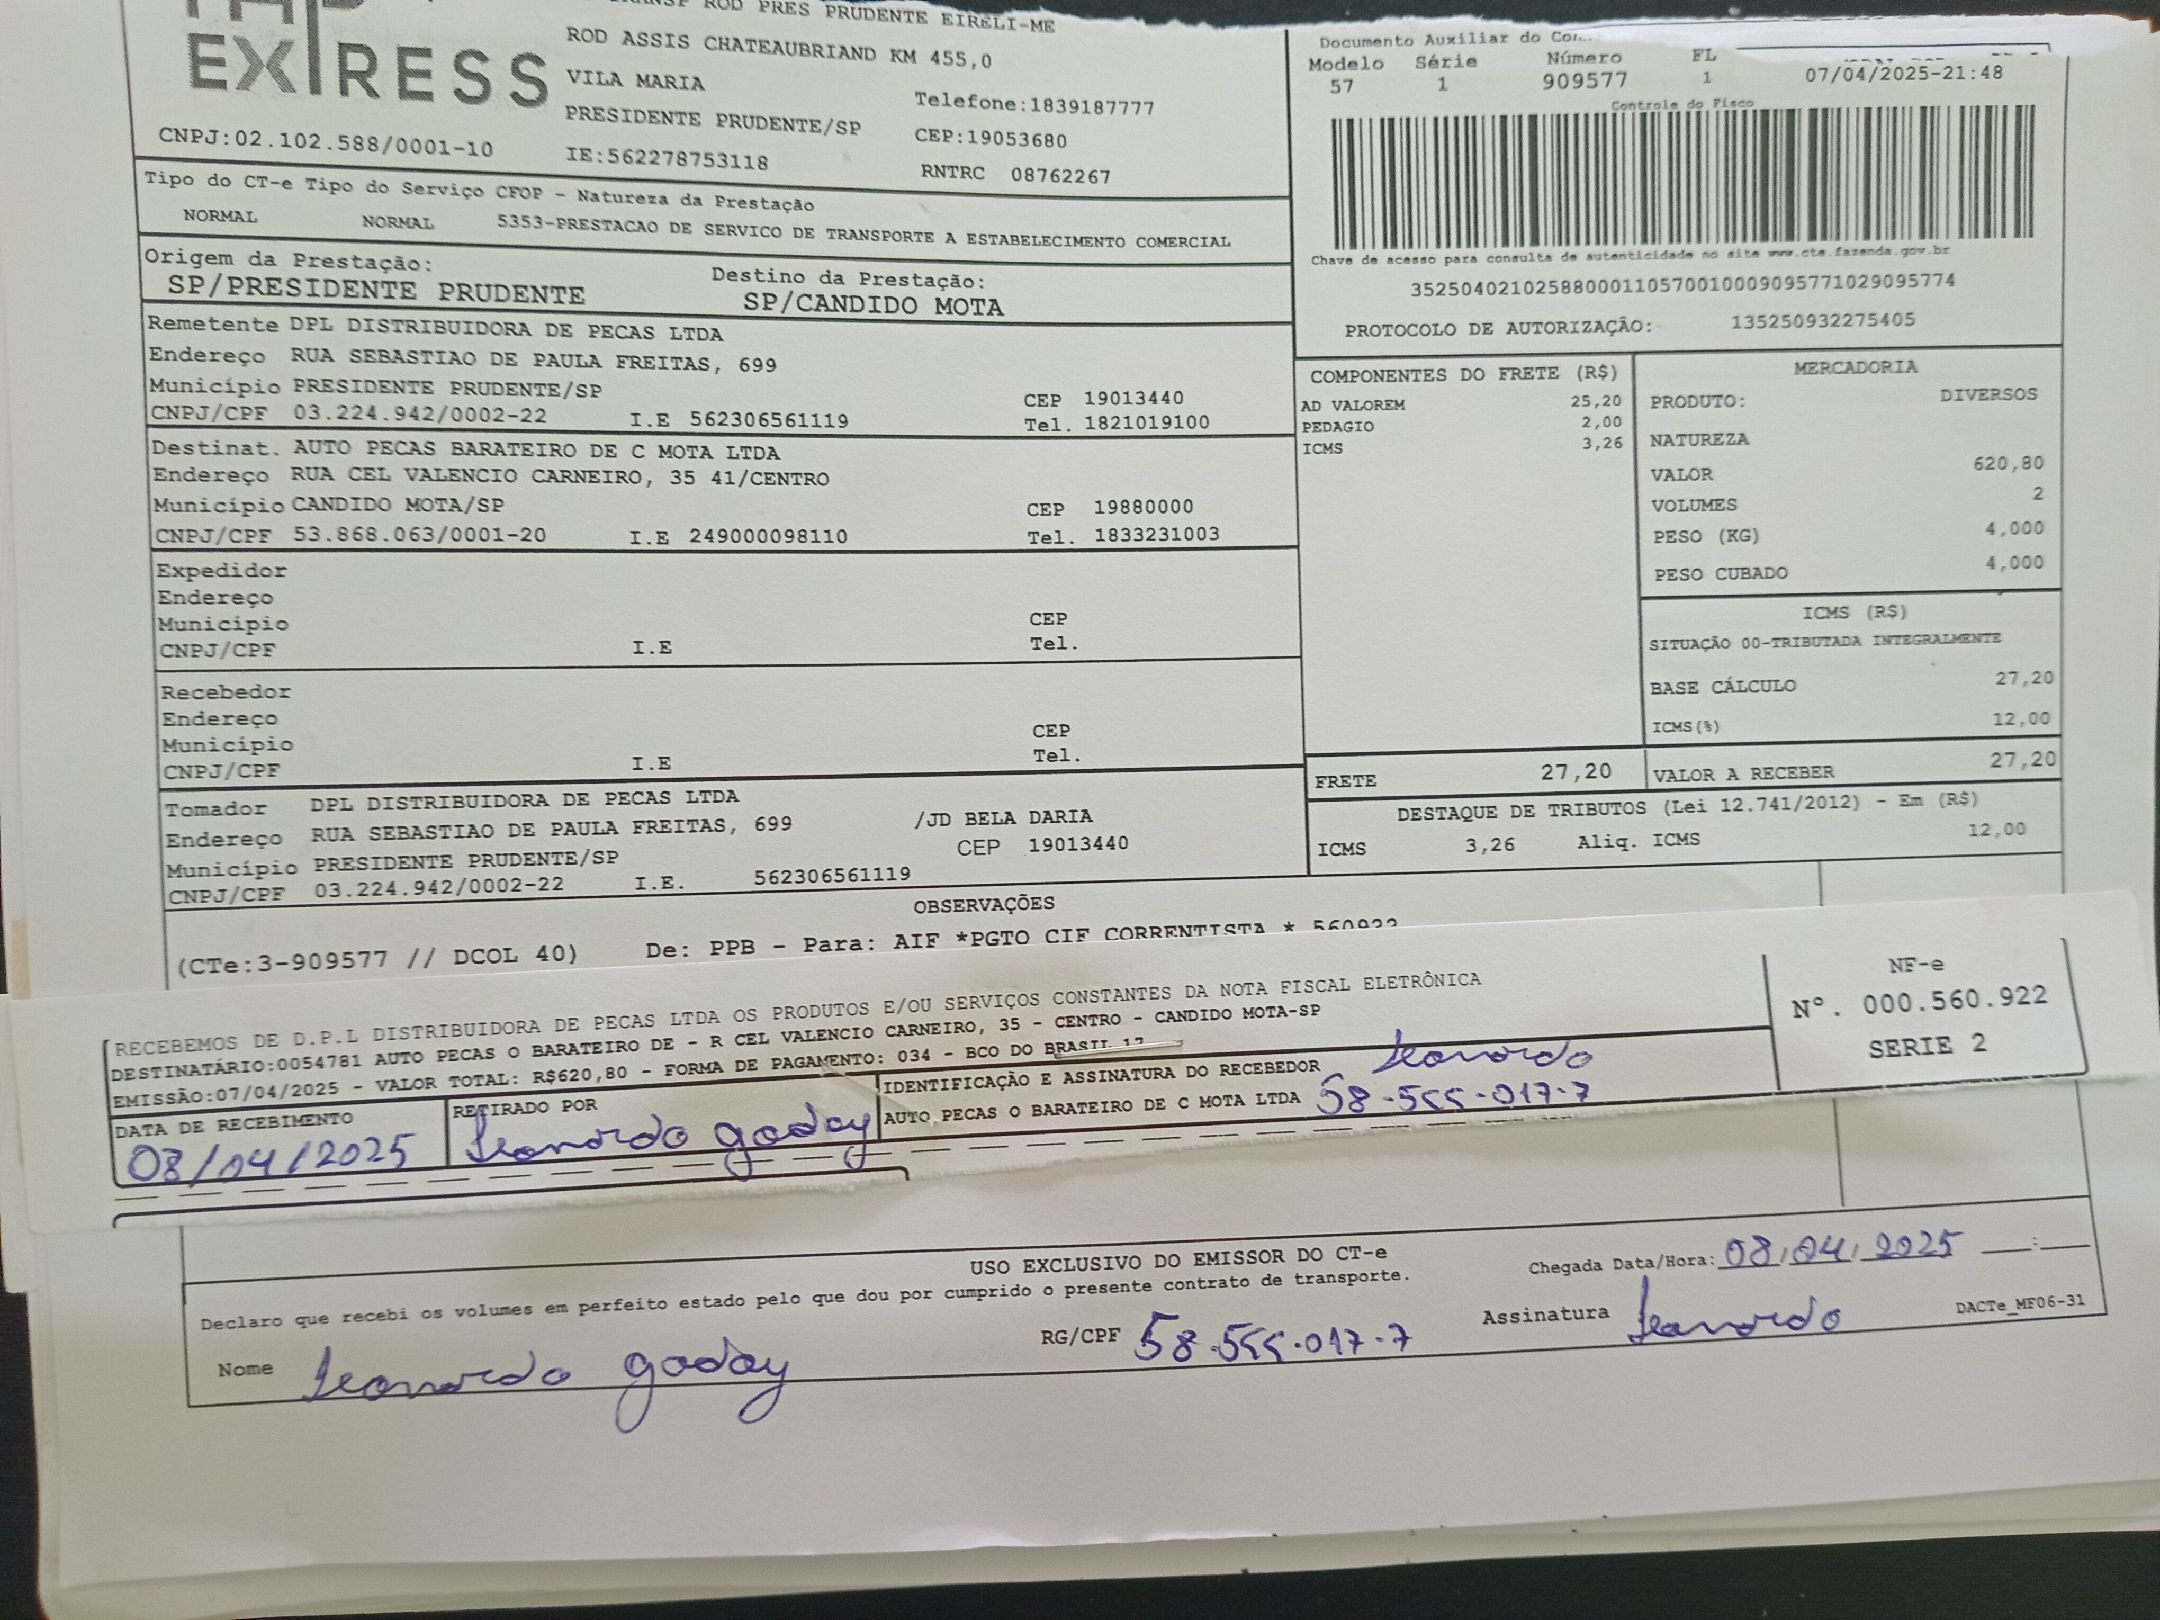 EXPRESS
ROD PRES PRUDENTE EIRELI-ME
ROD ASSIS CHATEAUBRIAND KM 455,0
VILA MARIA
Telefone:1839187777
PRESIDENTE PRUDENTE/SP
CEP:19053680
CNPJ:02.102.588/0001-10
IE:562278753118
RNTRC 08762267
Documento Auxiliar do
Modelo Série Número FL
57 1 909577 1 07/04/2025-21:48
Controle do Fisco
Chave de acesso para consulta de autenticidade no site www.cte.fazenda.gov.br
35250402102588000110570010009095771029095774
PROTOCOLO DE AUTORIZAÇÂO: 135250932275405
Tipo do CT-e Tipo do Serviço CFOP - Natureza da Prestação
NORMAL NORMAL 5353-PRESTACAO DE SERVICO DE TRANSPORTE A ESTABELECIMENTO COMERCIAL
Origem da Prestação: Destino da Prestação:
SP/PRESIDENTE PRUDENTE SP/CANDIDO MOTA
Remetente DPL DISTRIBUIDORA DE PECAS LTDA
Endereço RUA SEBASTIAO DE PAULA FREITAS, 699
Município PRESIDENTE PRUDENTE/SP CEP 19013440
CNPJ/CPF 03.224.942/0002-22 I.E 562306561119 Tel. 1821019100
Destinat. AUTO PECAS BARATEIRO DE C MOTA LTDA
Endereço RUA CEL VALENCIO CARNEIRO, 35 41/CENTRO
Município CANDIDO MOTA/SP CEP 19880000
CNPJ/CPF 53.868.063/0001-20 I.E 249000098110 Tel. 1833231003
Expedidor
Endereço
Município CEP
CNPJ/CPF I.E Tel.
Recebedor
Endereço
Município CEP
CNPJ/CPF I.E Tel.
Tomador DPL DISTRIBUIDORA DE PECAS LTDA
Endereço RUA SEBASTIAO DE PAULA FREITAS, 699 /JD BELA DARIA
Município PRESIDENTE PRUDENTE/SP CEP 19013440
CNPJ/CPF 03.224.942/0002-22 I.E. 562306561119
COMPONENTES DO FRETE (R$)
AD VALOREM 25,20
PEDAGIO 2,00
ICMS 3,26
MERCADORIA
PRODUTO: DIVERSOS
NATUREZA
VALOR 620,80
VOLUMES 2
PESO (KG) 4,000
PESO CUBADO 4,000
ICMS (R$)
SITUAÇÃO 00-TRIBUTADA INTEGRALMENTE
BASE CÁLCULO 27,20
ICMS(%) 12,00
FRETE 27,20 VALOR A RECEBER 27,20
DESTAQUE DE TRIBUTOS (Lei 12.741/2012) - Em (R$)
ICMS 3,26 Aliq. ICMS 12,00
OBSERVAÇÕES
(CTe:3-909577 // DCOL 40) De: PPB - Para: AIF *PGTO CIF CORRENTISTA * 560922
RECEBEMOS DE D.P.L DISTRIBUIDORA DE PECAS LTDA OS PRODUTOS E/OU SERVIÇOS CONSTANTES DA NOTA FISCAL ELETRÔNICA
DESTINATÁRIO:0054781 AUTO PECAS O BARATEIRO DE - R CEL VALENCIO CARNEIRO, 35 - CENTRO - CANDIDO MOTA-SP
EMISSÃO:07/04/2025 - VALOR TOTAL: R$620,80 - FORMA DE PAGAMENTO: 034 - BCO DO BRASIL
NF-e
Nº. 000.560.922
SERIE 2
DATA DE RECEBIMENTO
08/04/2025
RETIRADO POR
Leonardo godoy
IDENTIFICAÇÃO E ASSINATURA DO RECEBEDOR Leonardo
AUTO PECAS O BARATEIRO DE C MOTA LTDA 58.555.017-7
USO EXCLUSIVO DO EMISSOR DO CT-e
Chegada Data/Hora: 08/04/2025 __:__
Declaro que recebi os volumes em perfeito estado pelo que dou por cumprido o presente contrato de transporte.
Nome Leonardo godoy RG/CPF 58.555.017-7 Assinatura Leonardo
DACTe_MF06-31